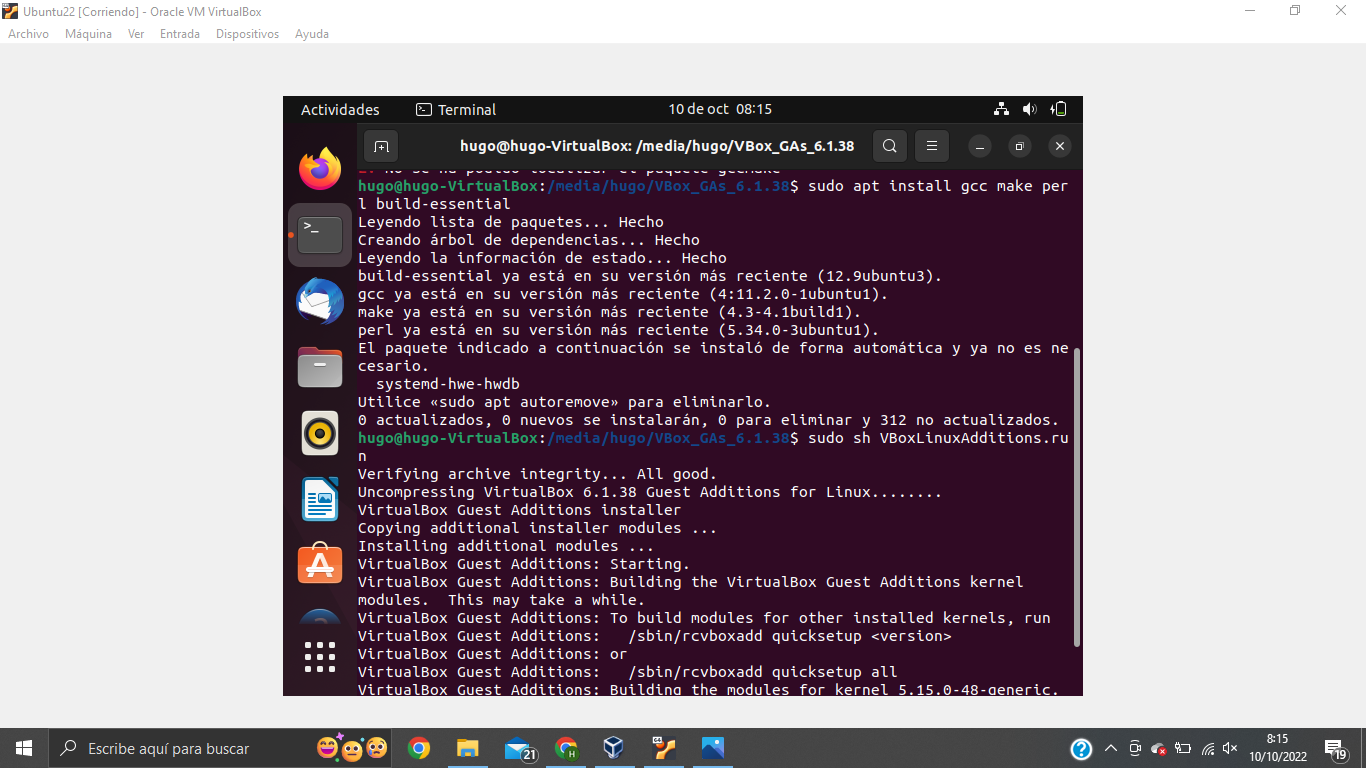 Ubuntu22 [Corriendo] - Oracle VM VirtualBox
Archivo Máquina Ver Entrada Dispositivos Ayuda
Actividades Terminal 10 de oct 08:15
hugo@hugo-VirtualBox: /media/hugo/VBox_GAs_6.1.38
E: No se ha podido localizar el paquete gccmake
hugo@hugo-VirtualBox:/media/hugo/VBox_GAs_6.1.38$ sudo apt install gcc make per
l build-essential
Leyendo lista de paquetes... Hecho
Creando árbol de dependencias... Hecho
Leyendo la información de estado... Hecho
build-essential ya está en su versión más reciente (12.9ubuntu3).
gcc ya está en su versión más reciente (4:11.2.0-1ubuntu1).
make ya está en su versión más reciente (4.3-4.1build1).
perl ya está en su versión más reciente (5.34.0-3ubuntu1).
El paquete indicado a continuación se instaló de forma automática y ya no es ne
cesario.
  systemd-hwe-hwdb
Utilice «sudo apt autoremove» para eliminarlo.
0 actualizados, 0 nuevos se instalarán, 0 para eliminar y 312 no actualizados.
hugo@hugo-VirtualBox:/media/hugo/VBox_GAs_6.1.38$ sudo sh VBoxLinuxAdditions.ru
n
Verifying archive integrity... All good.
Uncompressing VirtualBox 6.1.38 Guest Additions for Linux........
VirtualBox Guest Additions installer
Copying additional installer modules ...
Installing additional modules ...
VirtualBox Guest Additions: Starting.
VirtualBox Guest Additions: Building the VirtualBox Guest Additions kernel
modules.  This may take a while.
VirtualBox Guest Additions: To build modules for other installed kernels, run
VirtualBox Guest Additions:   /sbin/rcvboxadd quicksetup <version>
VirtualBox Guest Additions: or
VirtualBox Guest Additions:   /sbin/rcvboxadd quicksetup all
VirtualBox Guest Additions: Building the modules for kernel 5.15.0-48-generic.
Escribe aquí para buscar
21
H
8:15
10/10/2022
19